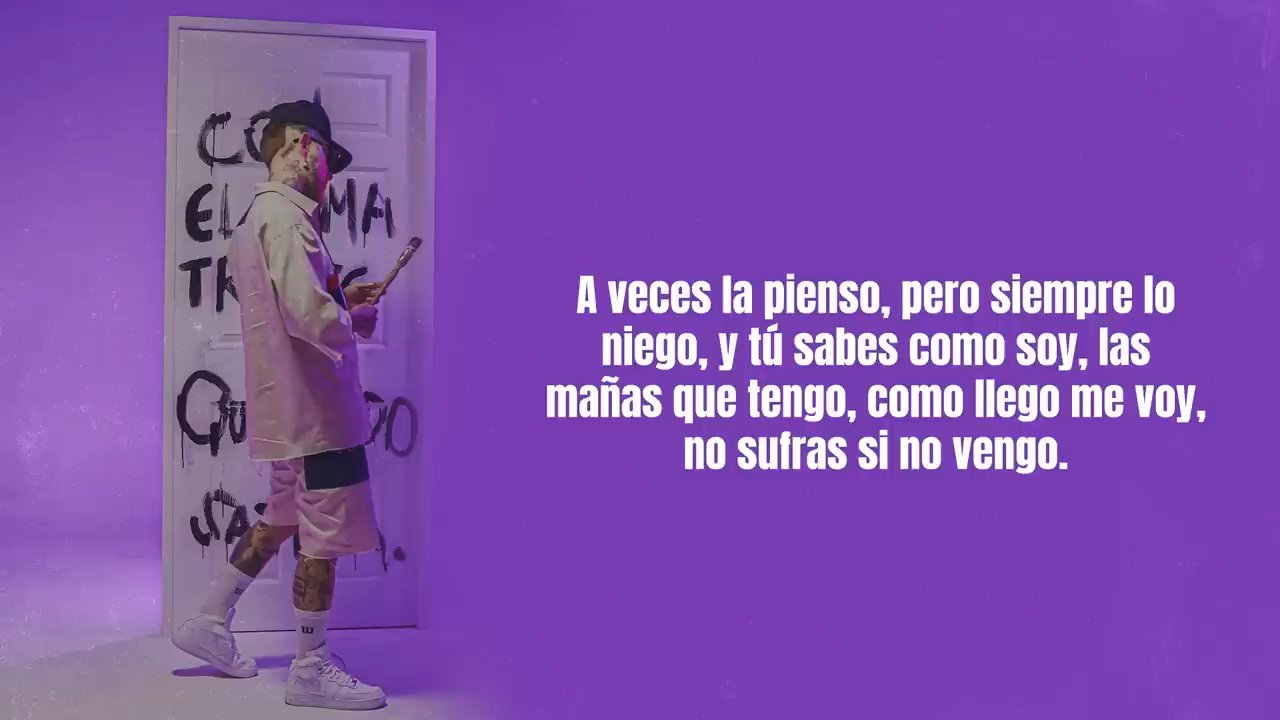 A veces la pienso, pero siempre lo
niego, y tú sabes como soy, las
mañas que tengo, como llego me voy,
no sufras si no vengo.
W